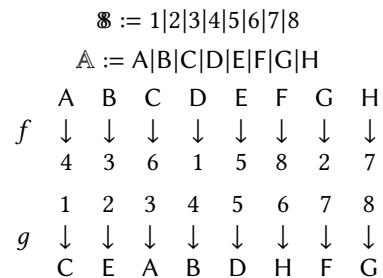 𝟠 := 1|2|3|4|5|6|7|8
𝔸 := A|B|C|D|E|F|G|H
A B C D E F G H
f ↓ ↓ ↓ ↓ ↓ ↓ ↓ ↓
4 3 6 1 5 8 2 7
1 2 3 4 5 6 7 8
g ↓ ↓ ↓ ↓ ↓ ↓ ↓ ↓
C E A B D H F G